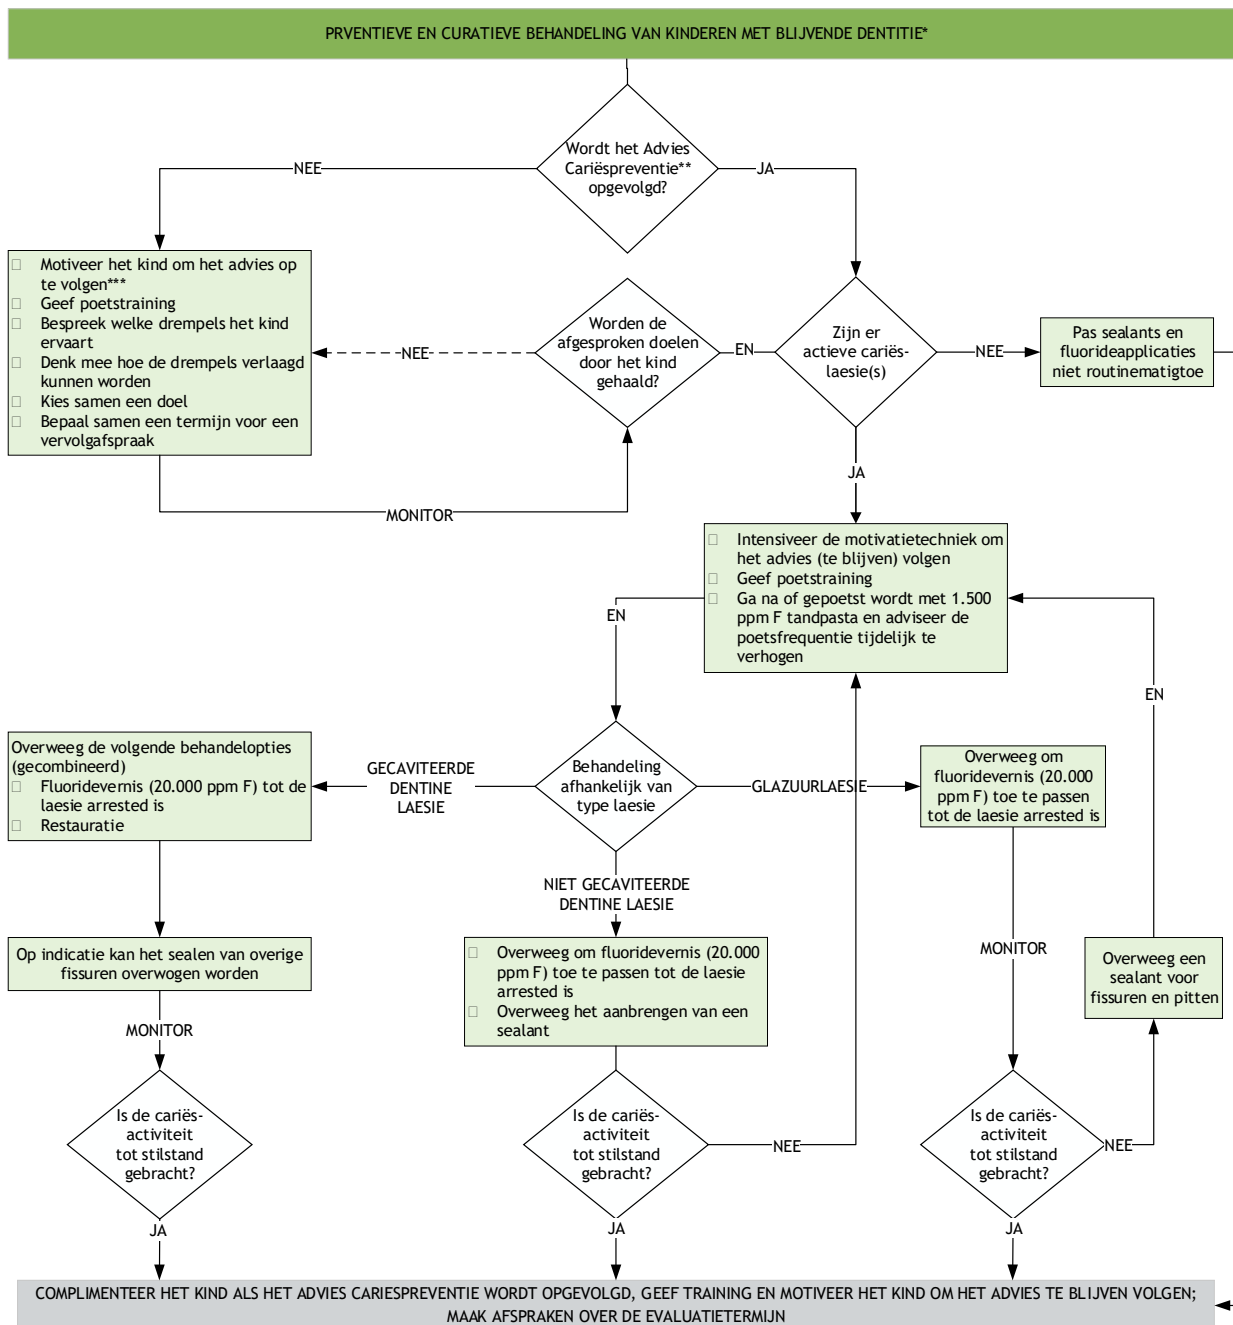 PRVENTIEVE EN CURATIEVE BEHANDELING VAN KINDEREN MET BLIJVENDE DENTITIE*
Wordt het Advies
Cariëspreventie**
opgevolgd?
NEE
JA
Motiveer het kind om het advies op
te volgen***
Geef poetstraining
Bespreek welke drempels het kind
ervaart
Denk mee hoe de drempels verlaagd
kunnen worden
Kies samen een doel
Bepaal samen een termijn voor een
vervolgafspraak
NEE
Worden de
afgesproken doelen
door het kind
gehaald?
EN
Zijn er
actieve cariës-
laesie(s)
NEE
Pas sealants en
fluorideapplicaties
niet routinematigtoe
MONITOR
JA
Intensiveer de motivatietechniek om
het advies (te blijven) volgen
Geef poetstraining
Ga na of gepoetst wordt met 1.500
ppm F tandpasta en adviseer de
poetsfrequentie tijdelijk te
verhogen
EN
EN
Overweeg de volgende behandelopties
(gecombineerd)
Fluoridevernis (20.000 ppm F) tot de
laesie arrested is
Restauratie
GECAVITEERDE
DENTINE
LAESIE
Behandeling
afhankelijk van
type laesie
GLAZUURLAESIE
Overweeg om
fluoridevernis (20.000
ppm F) toe te passen
tot de laesie arrested is
NIET GECAVITEERDE
DENTINE LAESIE
Op indicatie kan het sealen van overige
fissuren overwogen worden
Overweeg om fluoridevernis (20.000
ppm F) toe te passen tot de laesie
arrested is
Overweeg het aanbrengen van een
sealant
MONITOR
Overweeg een
sealant voor
fissuren en pitten
MONITOR
Is de cariës-
activiteit
tot stilstand
gebracht?
Is de cariës-
activiteit
tot stilstand
gebracht?
NEE
Is de cariës-
activiteit
tot stilstand
gebracht?
NEE
JA
JA
JA
COMPLIMENTEER HET KIND ALS HET ADVIES CARIESPREVENTIE WORDT OPGEVOLGD, GEEF TRAINING EN MOTIVEER HET KIND OM HET ADVIES TE BLIJVEN VOLGEN;
MAAK AFSPRAKEN OVER DE EVALUATIETERMIJN